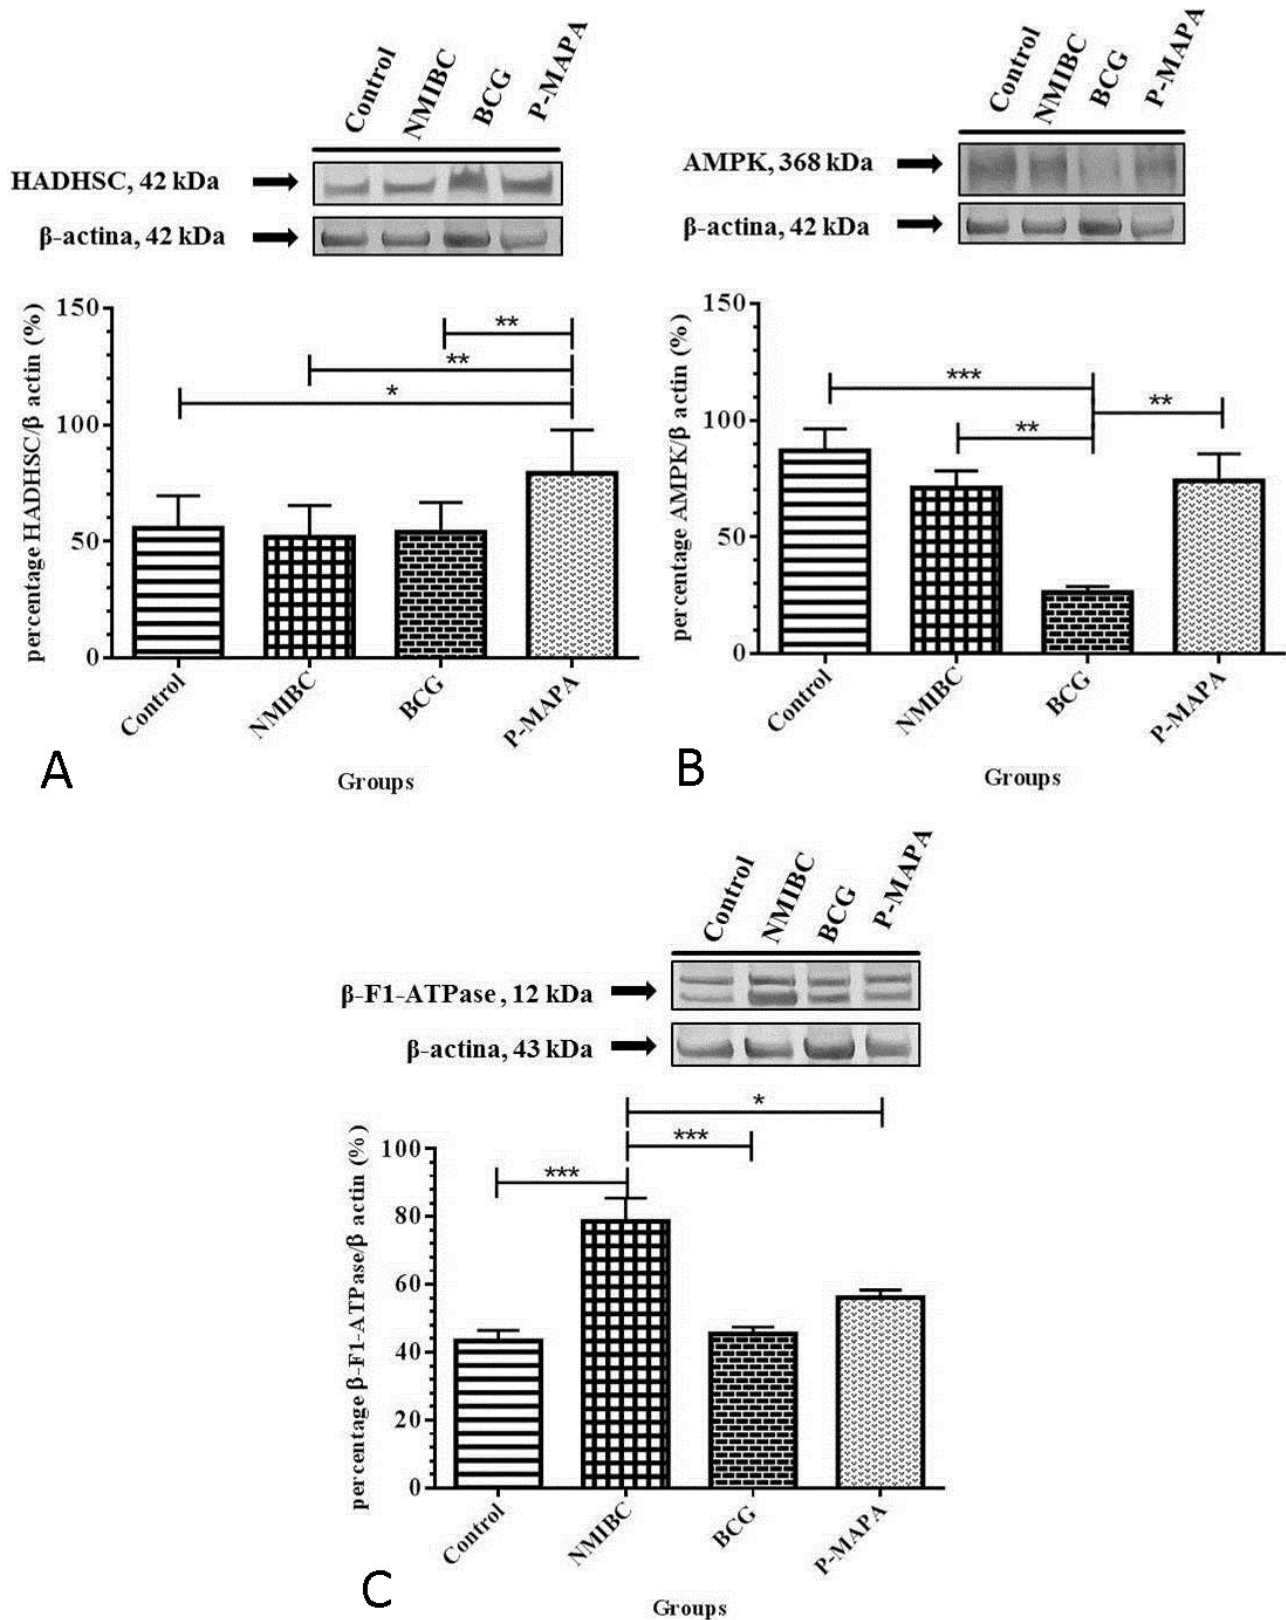 Control NMIBC BCG P-MAPA
HADHSC, 42 kDa
β-actina, 42 kDa
percentage HADHSC/β actin (%)
150
100
50
0
**
**
*
Control NMIBC BCG P-MAPA
Groups
A
Control NMIBC BCG P-MAPA
AMPK, 368 kDa
β-actina, 42 kDa
percentage AMPK/β actin (%)
150
100
50
0
***
**
**
Control NMIBC BCG P-MAPA
Groups
B
Control NMIBC BCG P-MAPA
β-F1-ATPase, 12 kDa
β-actina, 43 kDa
percentage β-F1-ATPase/β actin (%)
100
80
60
40
20
0
*
***
***
Control NMIBC BCG P-MAPA
Groups
C